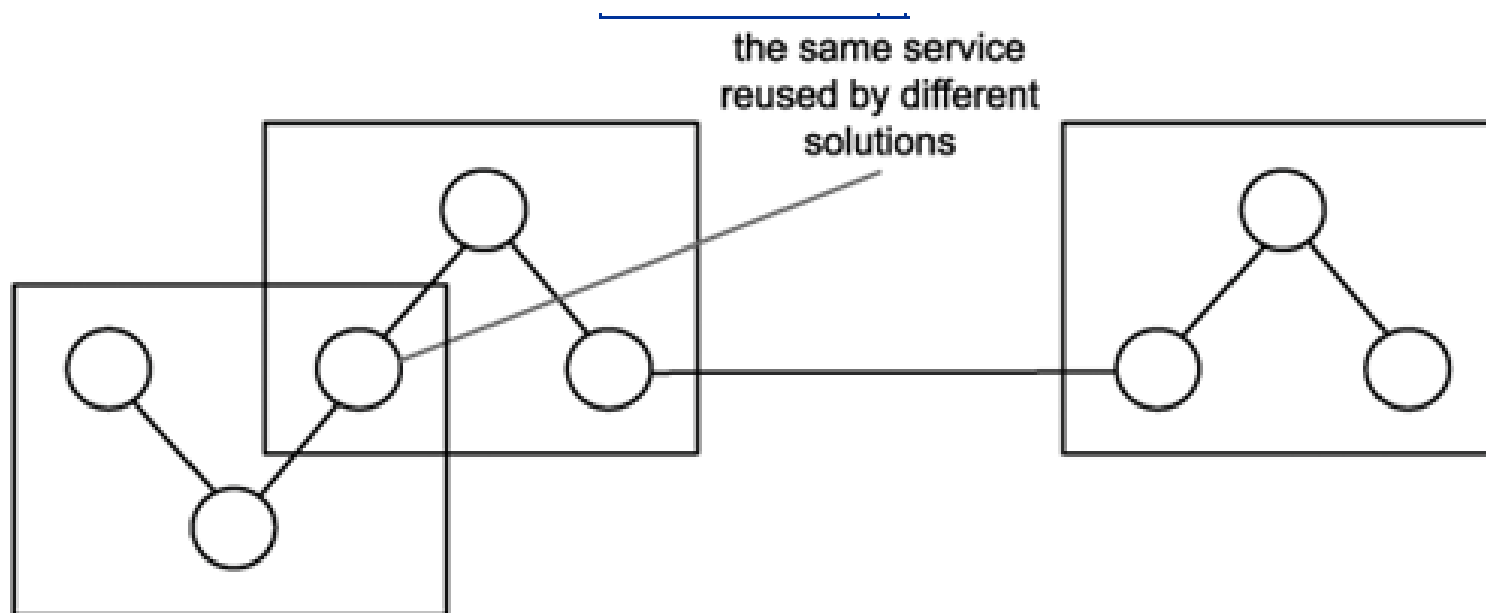 the same service
reused by different
solutions